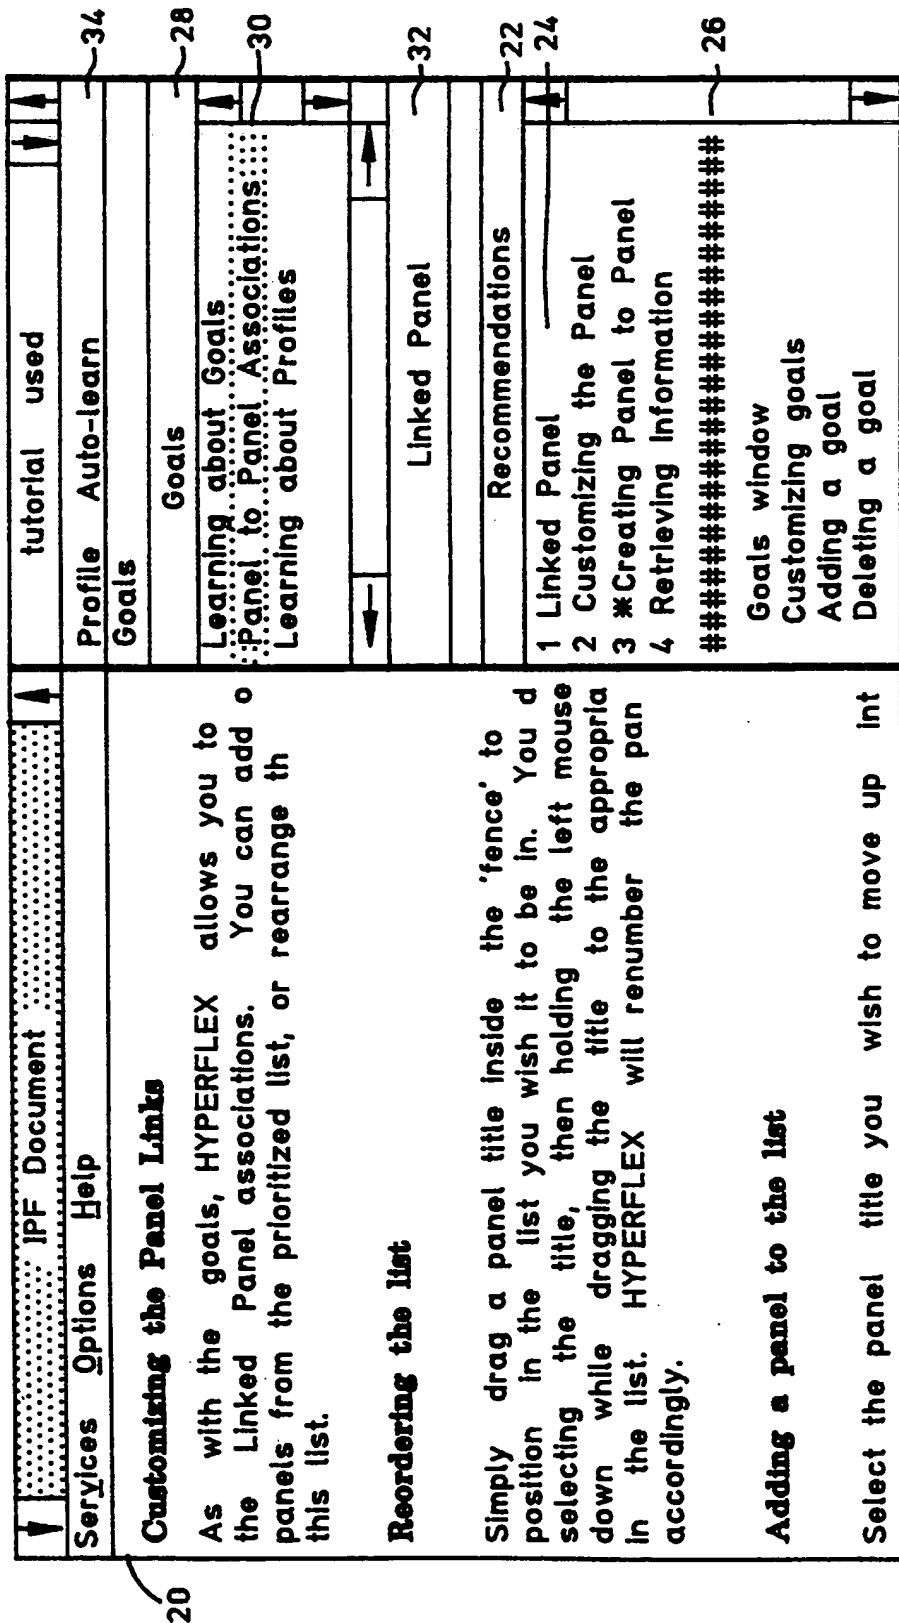 20
IPF Document
Services Options Help
Customizing the Panel Links
As with the goals, HYPERFLEX allows you to
the Linked Panel associations. You can add o
panels from the prioritized list, or rearrange th
this list.
Reordering the list
Simply drag a panel title inside the 'fence' to
position in the list you wish it to be in. You d
selecting the title, then holding the left mouse
down while dragging the title to the appropria
in the list. HYPERFLEX will renumber the pan
accordingly.
Adding a panel to the list
Select the panel title you wish to move up int
tutorial used
Profile Auto-learn
34
Goals
Goals
28
Learning about Goals
Panel to Panel Associations
30
Learning about Profiles
Linked Panel
32
Recommendations
22
1 Linked Panel
24
2 Customizing the Panel
3 *Creating Panel to Panel
4 Retrieving Information
########################
26
Goals window
Customizing goals
Adding a goal
Deleting a goal